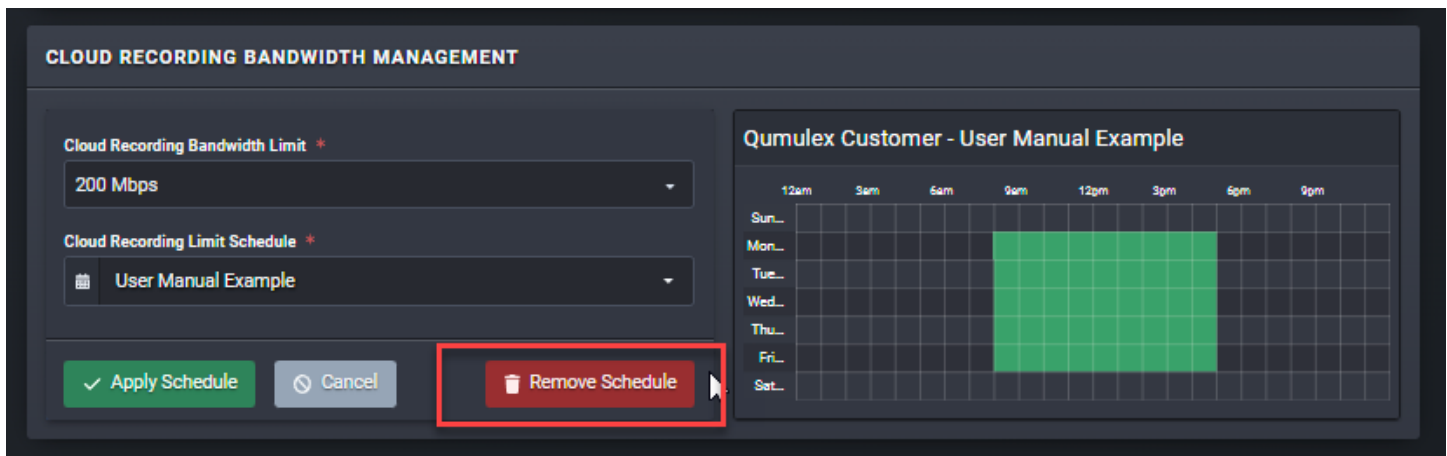 CLOUD RECORDING BANDWIDTH MANAGEMENT
Cloud Recording Bandwidth Limit *
200 Mbps
Cloud Recording Limit Schedule *
User Manual Example
Apply Schedule
Cancel
Remove Schedule
Qumulex Customer - User Manual Example
12am 3am 6am 9am 12pm 3pm 6pm 9pm
Sun...
Mon...
Tue...
Wed...
Thu...
Fri...
Sat...